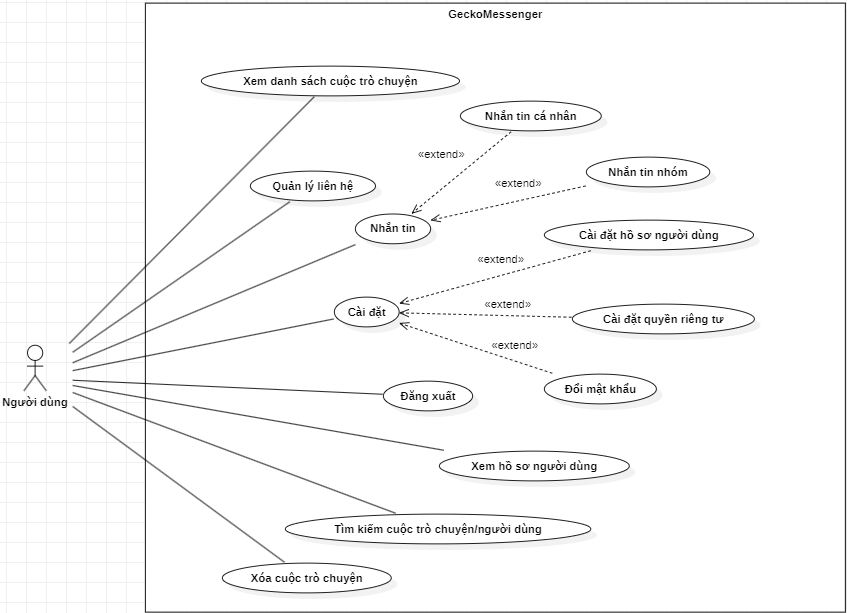 GeckoMessenger
Xem danh sách cuộc trò chuyện
Nhắn tin cá nhân
«extend»
Nhắn tin nhóm
«extend»
Quản lý liên hệ
Nhắn tin
Cài đặt hồ sơ người dùng
«extend»
Cài đặt
«extend»
Cài đặt quyền riêng tư
«extend»
Đổi mật khẩu
Người dùng
Đăng xuất
Xem hồ sơ người dùng
Tìm kiếm cuộc trò chuyện/người dùng
Xóa cuộc trò chuyện